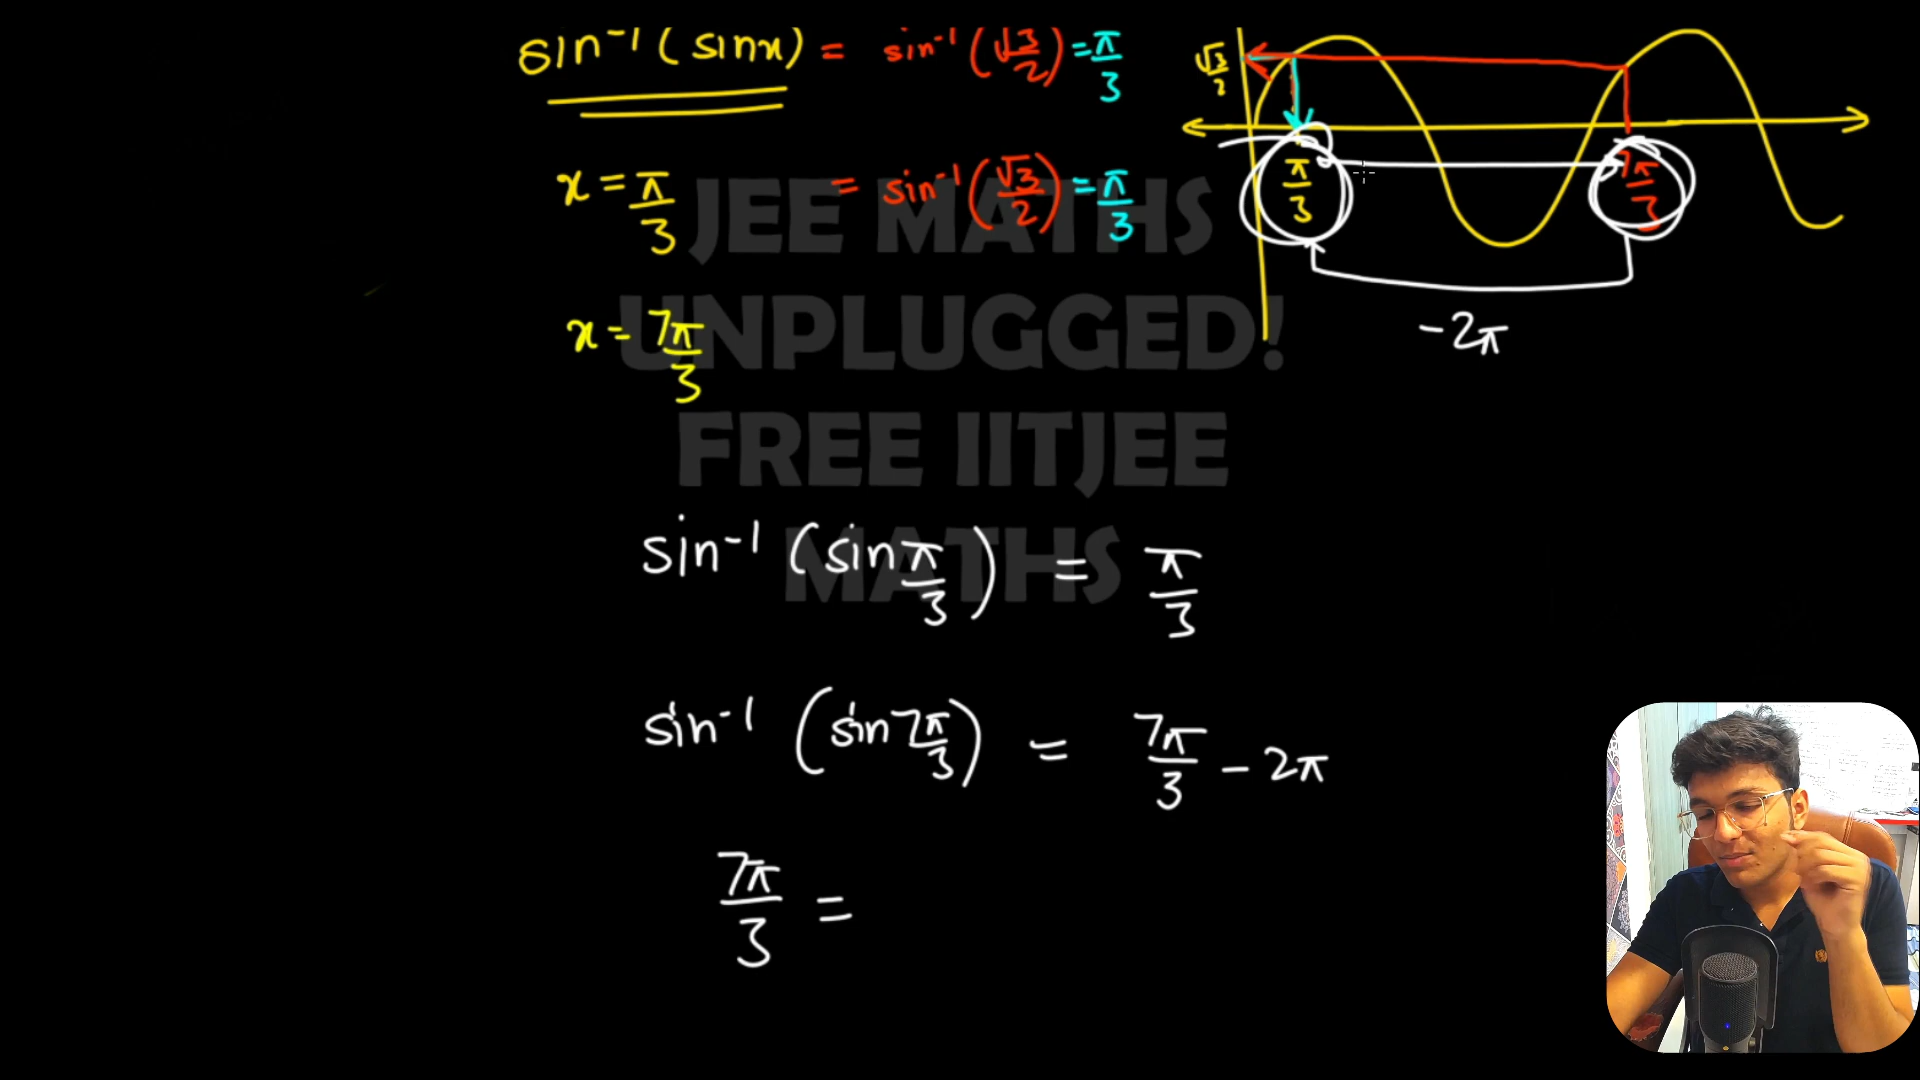 sin⁻¹(sinx) = sin⁻¹(√3/2) = π/3
√3/2
x = π/3 = sin⁻¹(√3/2) = π/3
π/3
7π/3
-2π
x = 7π/3
JEE MATHS
UNPLUGGED!
FREE IITJEE
MATHS
sin⁻¹(sin π/3) = π/3
sin⁻¹(sin 7π/3) = 7π/3 - 2π
7π/3 =